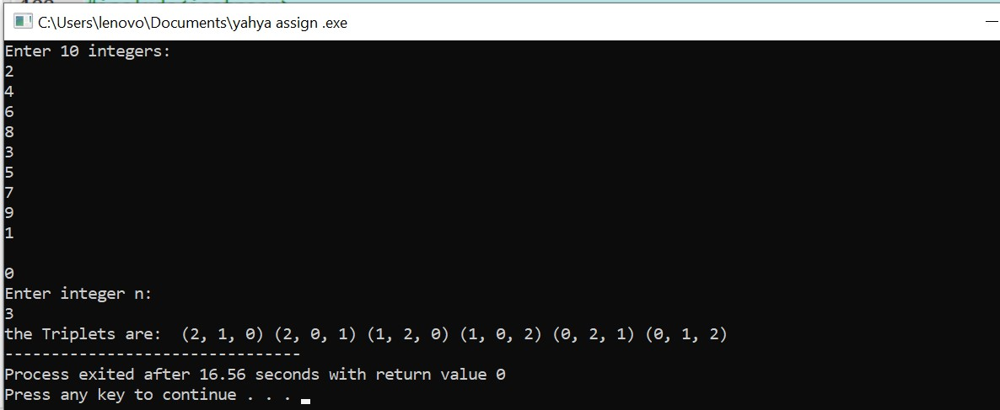 C:\Users\lenovo\Documents\yahya assign .exe
Enter 10 integers:
2
4
6
8
3
5
7
9
1
0
Enter integer n:
3
the Triplets are:  (2, 1, 0) (2, 0, 1) (1, 2, 0) (1, 0, 2) (0, 2, 1) (0, 1, 2)
--------------------------------
Process exited after 16.56 seconds with return value 0
Press any key to continue . . .